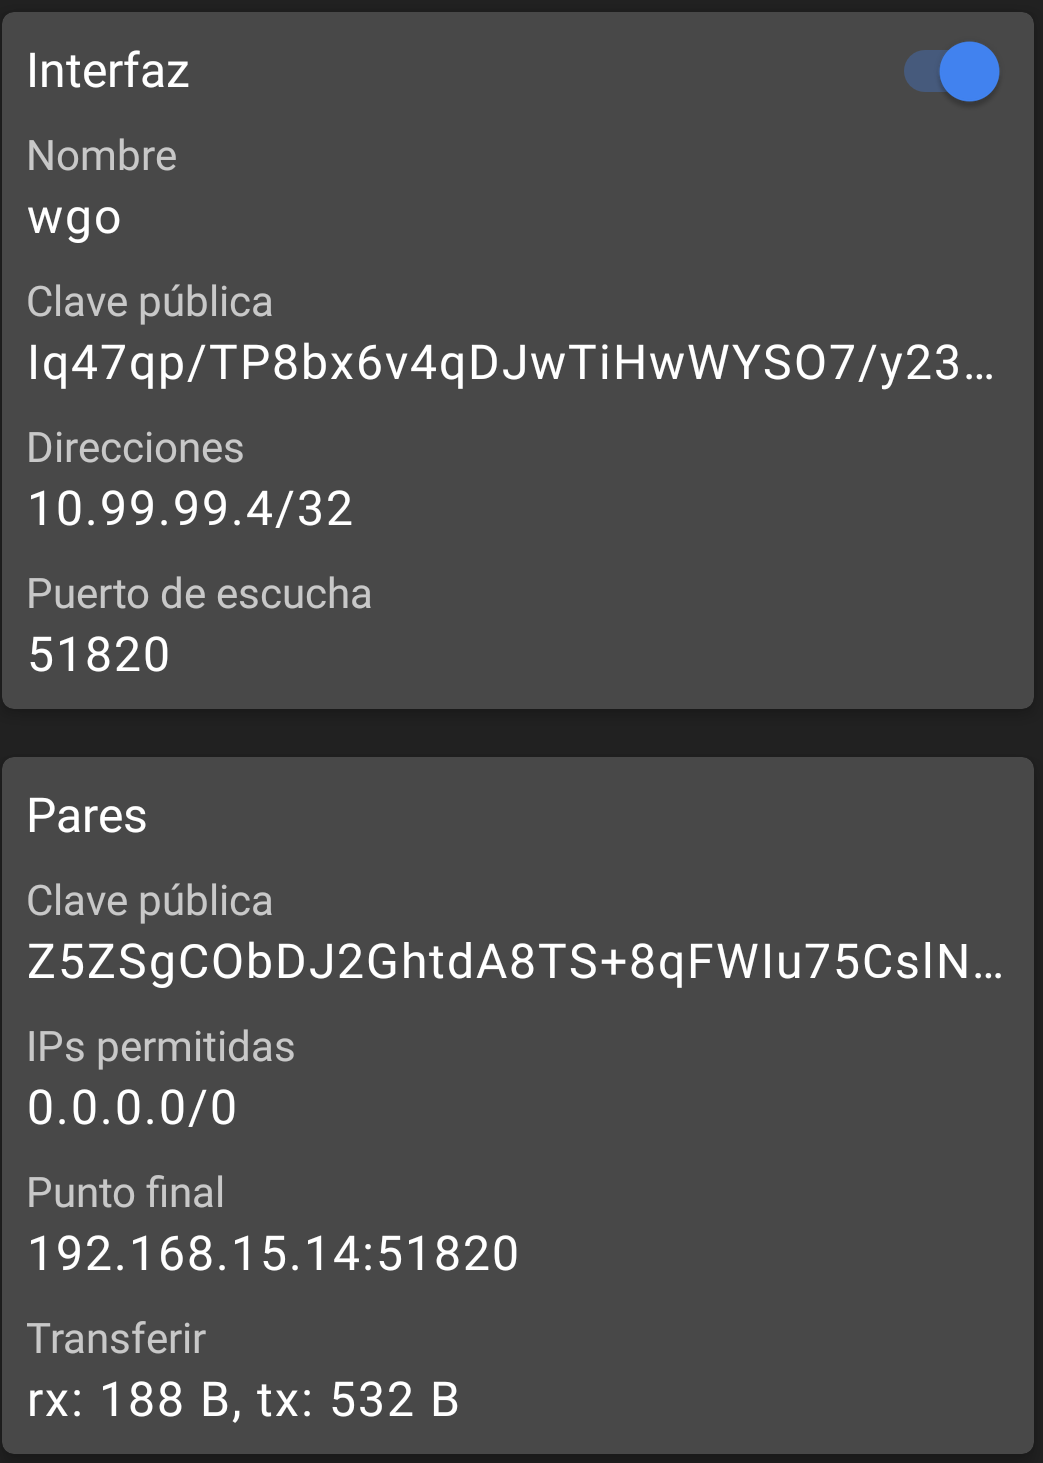 Interfaz
Nombre
wgo
Clave pública
Iq47qp/TP8bx6v4qDJwTiHwWYSO7/y23…
Direcciones
10.99.99.4/32
Puerto de escucha
51820
Pares
Clave pública
Z5ZSgCObDJ2GhtdA8TS+8qFWIu75CslN…
IPs permitidas
0.0.0.0/0
Punto final
192.168.15.14:51820
Transferir
rx: 188 B, tx: 532 B